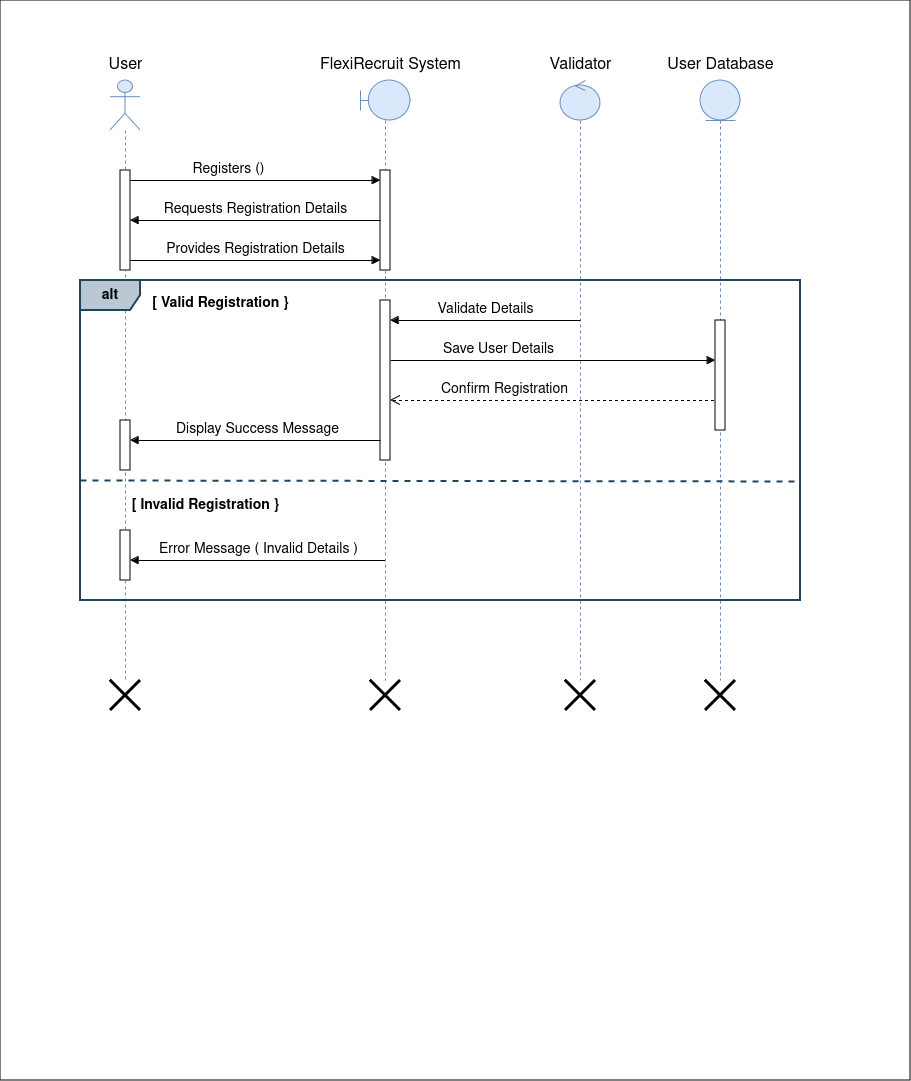 User
FlexiRecruit System
Validator
User Database
Registers ()
Requests Registration Details
Provides Registration Details
alt
[ Valid Registration }
Validate Details
Save User Details
Confirm Registration
Display Success Message
[ Invalid Registration }
Error Message ( Invalid Details )